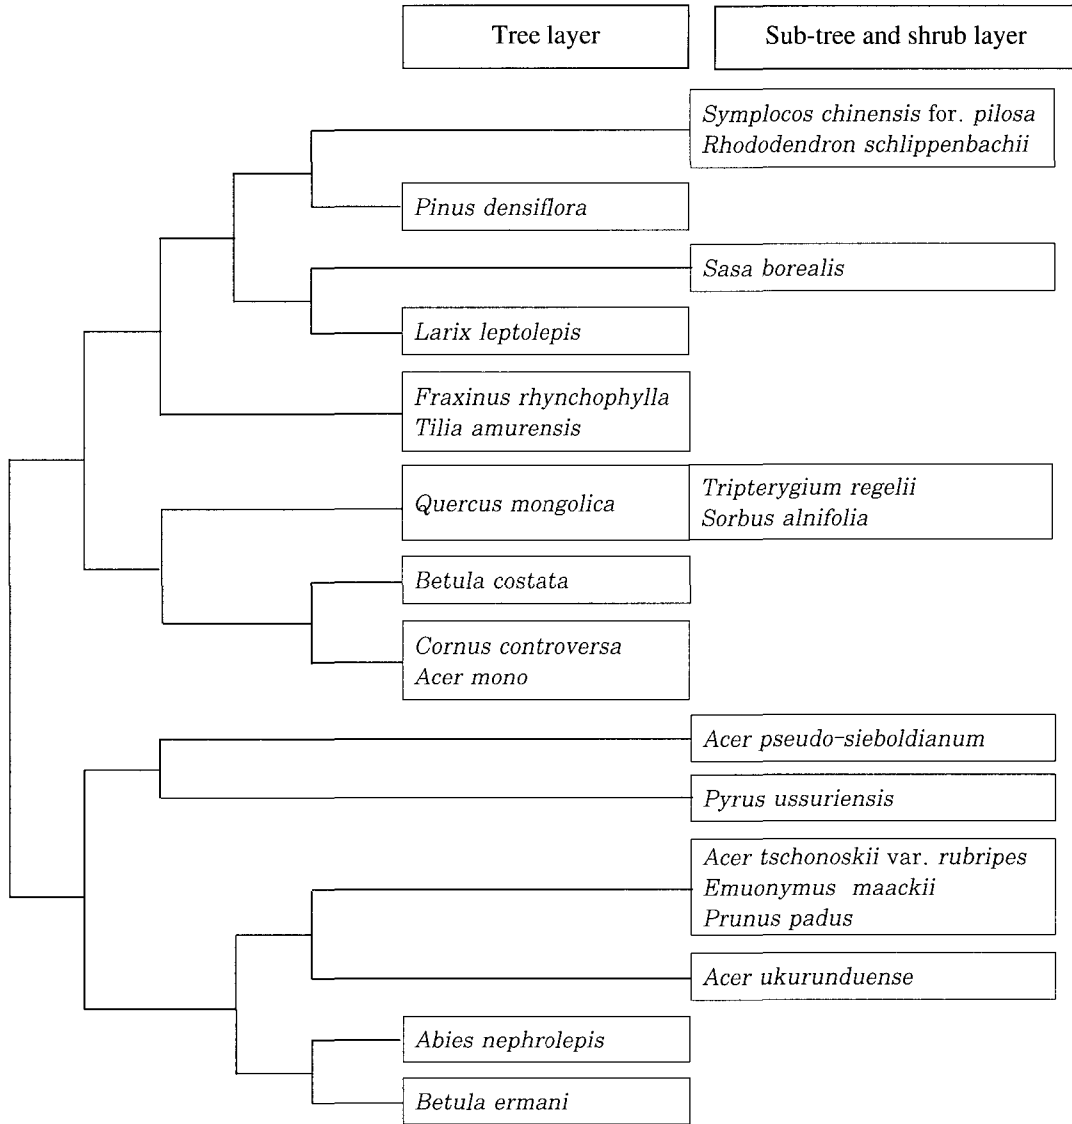 Tree layer
Sub-tree and shrub layer
Symplocos chinensis for. pilosa
Rhododendron schlippenbachii
Pinus densiflora
Sasa borealis
Larix leptolepis
Fraxinus rhynchophylla
Tilia amurensis
Quercus mongolica
Tripterygium regelii
Sorbus alnifolia
Betula costata
Cornus controversa
Acer mono
Acer pseudo-sieboldianum
Pyrus ussuriensis
Acer tschonoskii var. rubripes
Emuonymus maackii
Prunus padus
Acer ukurunduense
Abies nephrolepis
Betula ermani